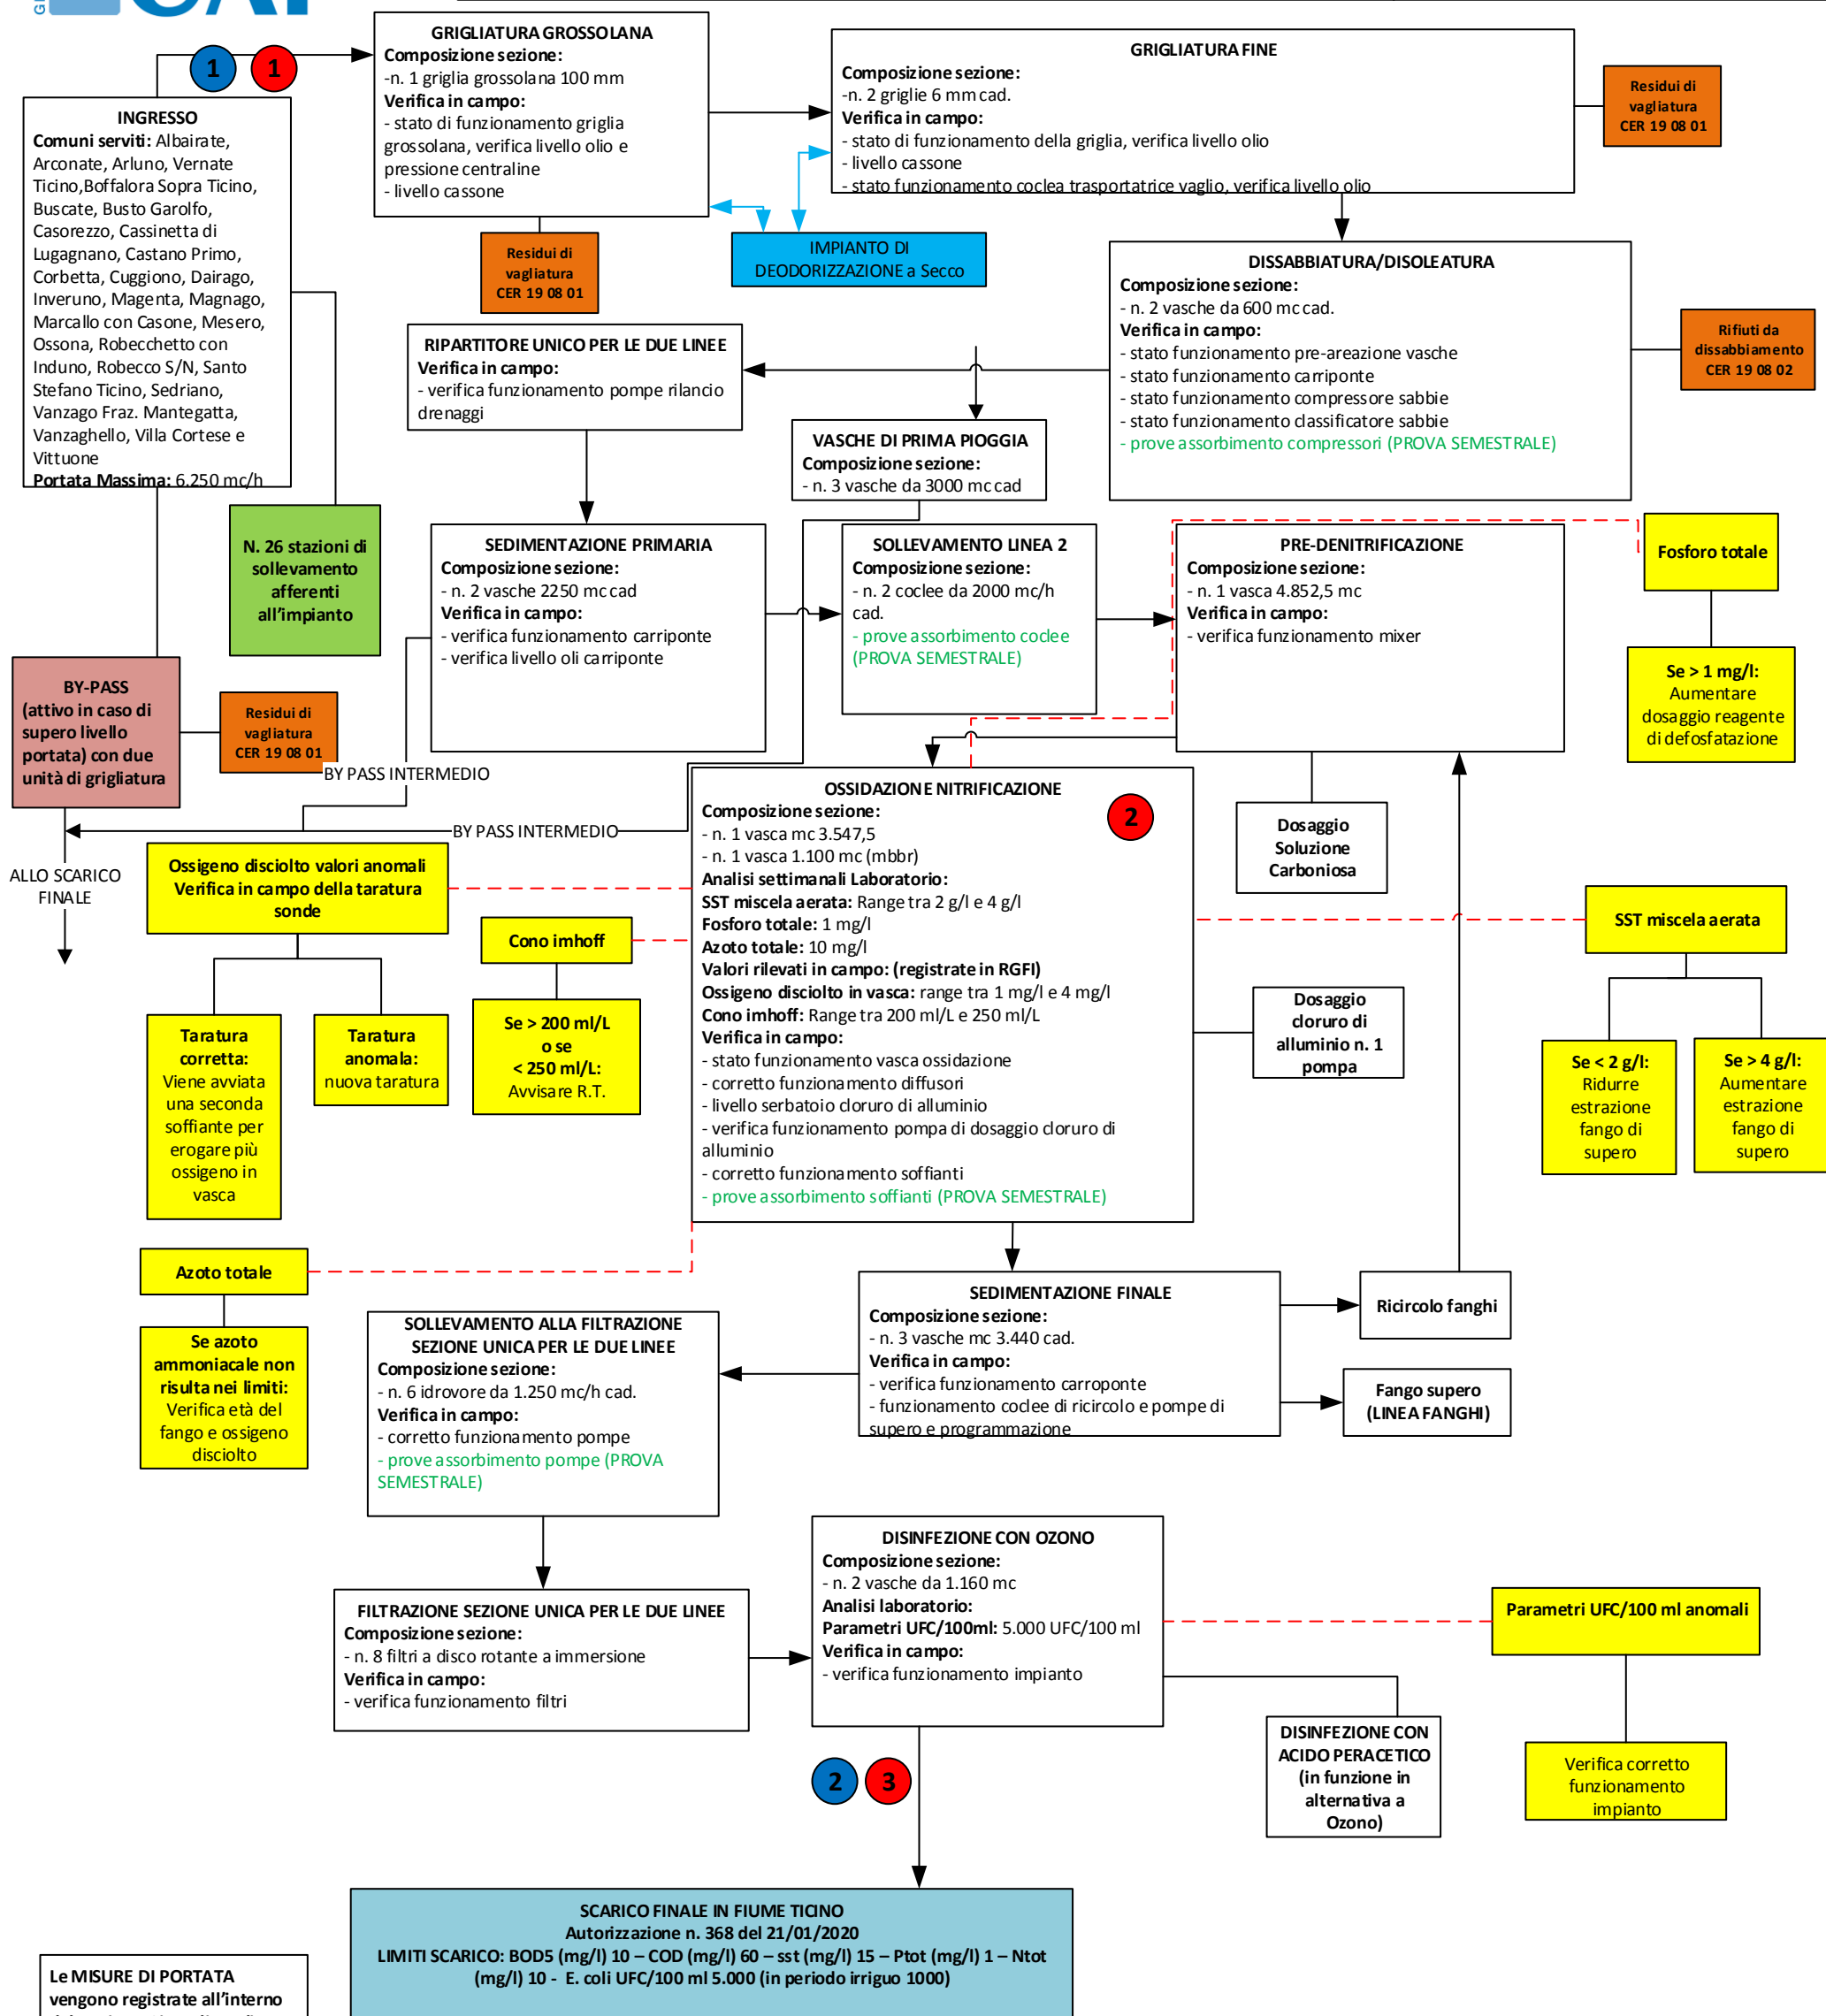 GRIGLIATURA GROSSOLANA
Composizione sezione:
-n. 1 griglia grossolana 100 mm
Verifica in campo:
- stato di funzionamento griglia
grossolana, verifica livello olio e
pressione centraline
- livello cassone
1
1
GRIGLIATURA FINE
Composizione sezione:
-n. 2 griglie 6 mm cad.
Verifica in campo:
- stato di funzionamento della griglia, verifica livello olio
- livello cassone
- stato funzionamento coclea trasportatrice vaglio, verifica livello olio
Residui di
vagliatura
CER 19 08 01
INGRESSO
Comuni serviti: Albairate,
Arconate, Arluno, Vernate
Ticino,Boffalora Sopra Ticino,
Buscate, Busto Garolfo,
Casorezzo, Cassinetta di
Lugagnano, Castano Primo,
Corbetta, Cuggiono, Dairago,
Inveruno, Magenta, Magnago,
Marcallo con Casone, Mesero,
Ossona, Robecchetto con
Induno, Robecco S/N, Santo
Stefano Ticino, Sedriano,
Vanzago Fraz. Mantegatta,
Vanzaghello, Villa Cortese e
Vittuone
Portata Massima: 6.250 mc/h
Residui di
vagliatura
CER 19 08 01
IMPIANTO DI
DEODORIZZAZIONE a Secco
DISSABBIATURA/DISOLEATURA
Composizione sezione:
- n. 2 vasche da 600 mc cad.
Verifica in campo:
- stato funzionamento pre-areazione vasche
- stato funzionamento carriponte
- stato funzionamento compressore sabbie
- stato funzionamento classificatore sabbie
- prove assorbimento compressori (PROVA SEMESTRALE)
Rifiuti da
dissabbiamento
CER 19 08 02
RIPARTITORE UNICO PER LE DUE LINEE
Verifica in campo:
- verifica funzionamento pompe rilancio
drenaggi
VASCHE DI PRIMA PIOGGIA
Composizione sezione:
- n. 3 vasche da 3000 mc cad
N. 26 stazioni di
sollevamento
afferenti
all'impianto
SEDIMENTAZIONE PRIMARIA
Composizione sezione:
- n. 2 vasche 2250 mc cad
Verifica in campo:
- verifica funzionamento carriponte
- verifica livello oli carriponte
SOLLEVAMENTO LINEA 2
Composizione sezione:
- n. 2 coclee da 2000 mc/h
cad.
- prove assorbimento coclee
(PROVA SEMESTRALE)
PRE-DENITRIFICAZIONE
Composizione sezione:
- n. 1 vasca 4.852,5 mc
Verifica in campo:
- verifica funzionamento mixer
Fosforo totale
Se > 1 mg/l:
Aumentare
dosaggio reagente
di defosfatazione
BY-PASS
(attivo in caso di
supero livello
portata) con due
unità di grigliatura
Residui di
vagliatura
CER 19 08 01
BY PASS INTERMEDIO
BY PASS INTERMEDIO
ALLO SCARICO
FINALE
OSSIDAZIONE NITRIFICAZIONE
Composizione sezione:
- n. 1 vasca mc 3.547,5
- n. 1 vasca 1.100 mc (mbbr)
Analisi settimanali Laboratorio:
SST miscela aerata: Range tra 2 g/l e 4 g/l
Fosforo totale: 1 mg/l
Azoto totale: 10 mg/l
Valori rilevati in campo: (registrate in RGFI)
Ossigeno disciolto in vasca: range tra 1 mg/l e 4 mg/l
Cono imhoff: Range tra 200 ml/L e 250 ml/L
Verifica in campo:
- stato funzionamento vasca ossidazione
- corretto funzionamento diffusori
- livello serbatoio cloruro di alluminio
- verifica funzionamento pompa di dosaggio cloruro di
alluminio
- corretto funzionamento soffianti
- prove assorbimento soffianti (PROVA SEMESTRALE)
2
Dosaggio
Soluzione
Carboniosa
Ossigeno disciolto valori anomali
Verifica in campo della taratura
sonde
Cono imhoff
SST miscela aerata
Taratura
corretta:
Viene avviata
una seconda
soffiante per
erogare più
ossigeno in
vasca
Taratura
anomala:
nuova taratura
Se > 200 ml/L
o se
< 250 ml/L:
Avvisare R.T.
Dosaggio
cloruro di
alluminio n. 1
pompa
Se < 2 g/l:
Ridurre
estrazione
fango di
supero
Se > 4 g/l:
Aumentare
estrazione
fango di
supero
Azoto totale
Se azoto
ammoniacale non
risulta nei limiti:
Verifica età del
fango e ossigeno
disciolto
SOLLEVAMENTO ALLA FILTRAZIONE
SEZIONE UNICA PER LE DUE LINEE
Composizione sezione:
- n. 6 idrovore da 1.250 mc/h cad.
Verifica in campo:
- corretto funzionamento pompe
- prove assorbimento pompe (PROVA
SEMESTRALE)
SEDIMENTAZIONE FINALE
Composizione sezione:
- n. 3 vasche mc 3.440 cad.
Verifica in campo:
- verifica funzionamento carroponte
- funzionamento coclee di ricircolo e pompe di
supero e programmazione
Ricircolo fanghi
Fango supero
(LINEA FANGHI)
FILTRAZIONE SEZIONE UNICA PER LE DUE LINEE
Composizione sezione:
- n. 8 filtri a disco rotante a immersione
Verifica in campo:
- verifica funzionamento filtri
DISINFEZIONE CON OZONO
Composizione sezione:
- n. 2 vasche da 1.160 mc
Analisi laboratorio:
Parametri UFC/100ml: 5.000 UFC/100 ml
Verifica in campo:
- verifica funzionamento impianto
Parametri UFC/100 ml anomali
DISINFEZIONE CON
ACIDO PERACETICO
(in funzione in
alternativa a
Ozono)
Verifica corretto
funzionamento
impianto
2
3
SCARICO FINALE IN FIUME TICINO
Autorizzazione n. 368 del 21/01/2020
LIMITI SCARICO: BOD5 (mg/l) 10 – COD (mg/l) 60 – sst (mg/l) 15 – Ptot (mg/l) 1 – Ntot
(mg/l) 10 - E. coli UFC/100 ml 5.000 (in periodo irriguo 1000)
Le MISURE DI PORTATA
vengono registrate all'interno